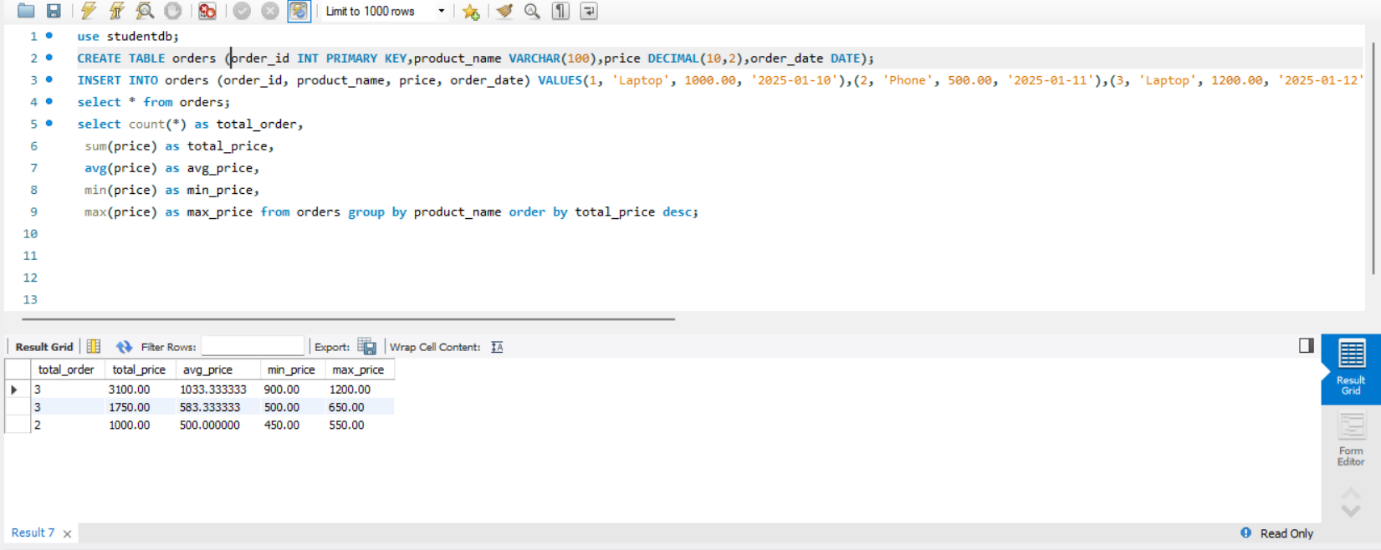 Limit to 1000 rows
1 use studentdb;
2 CREATE TABLE orders (order_id INT PRIMARY KEY,product_name VARCHAR(100),price DECIMAL(10,2),order_date DATE);
3 INSERT INTO orders (order_id, product_name, price, order_date) VALUES(1, 'Laptop', 1000.00, '2025-01-10'),(2, 'Phone', 500.00, '2025-01-11'),(3, 'Laptop', 1200.00, '2025-01-12'
4 select * from orders;
5 select count(*) as total_order,
6 sum(price) as total_price,
7 avg(price) as avg_price,
8 min(price) as min_price,
9 max(price) as max_price from orders group by product_name order by total_price desc;
10
11
12
13
Result Grid Filter Rows: Export: Wrap Cell Content: IA
total_order total_price avg_price min_price max_price
3 3100.00 1033.333333 900.00 1200.00
3 1750.00 583.333333 500.00 650.00
2 1000.00 500.000000 450.00 550.00
Result
Grid
Form
Editor
Result 7 Read Only